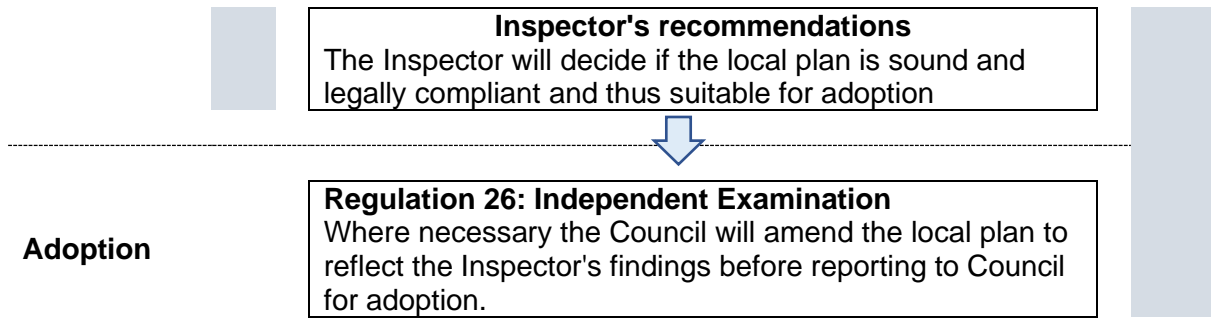 Inspector's recommendations
The Inspector will decide if the local plan is sound and
legally compliant and thus suitable for adoption
Adoption
Regulation 26: Independent Examination
Where necessary the Council will amend the local plan to
reflect the Inspector's findings before reporting to Council
for adoption.